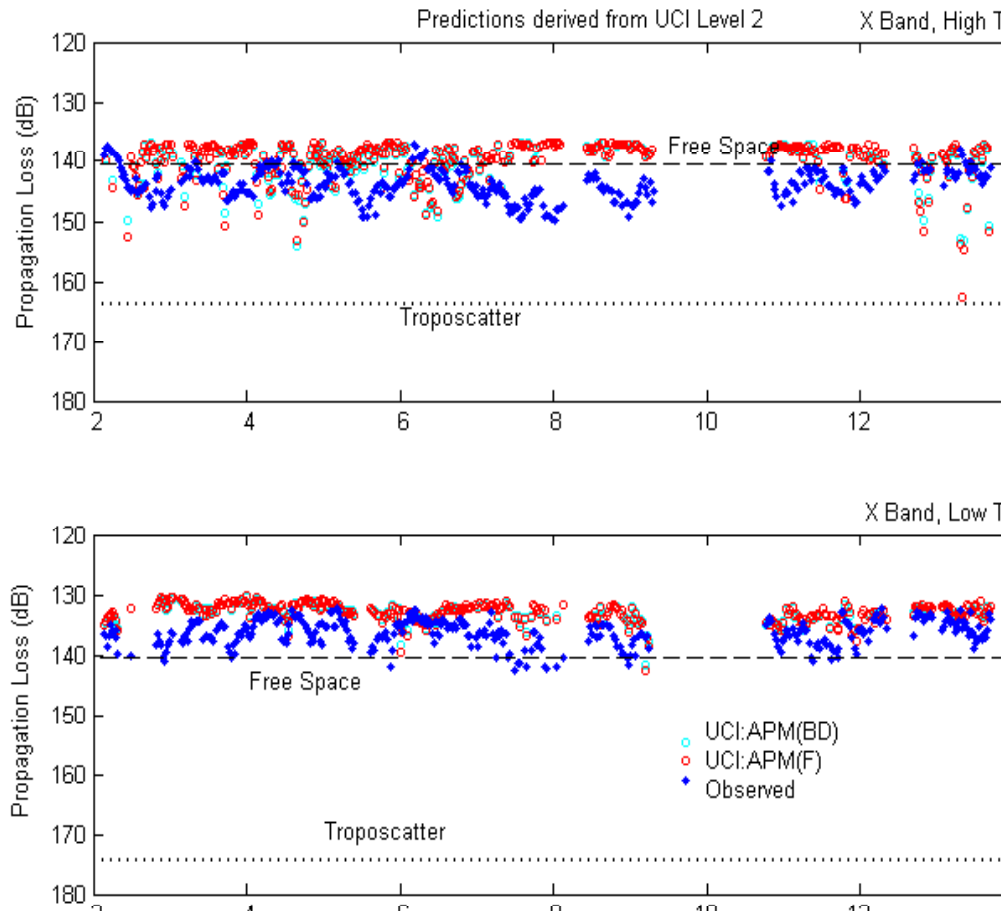 Predictions derived from UCI Level 2
X Band, High T
120
130
140
150
160
170
180
Propagation Loss (dB)
Free Space
Troposcatter
2
4
6
8
10
12
X Band, Low T
120
130
140
150
160
170
180
Propagation Loss (dB)
Free Space
UCI:APM(BD)
UCI:APM(F)
Observed
Troposcatter